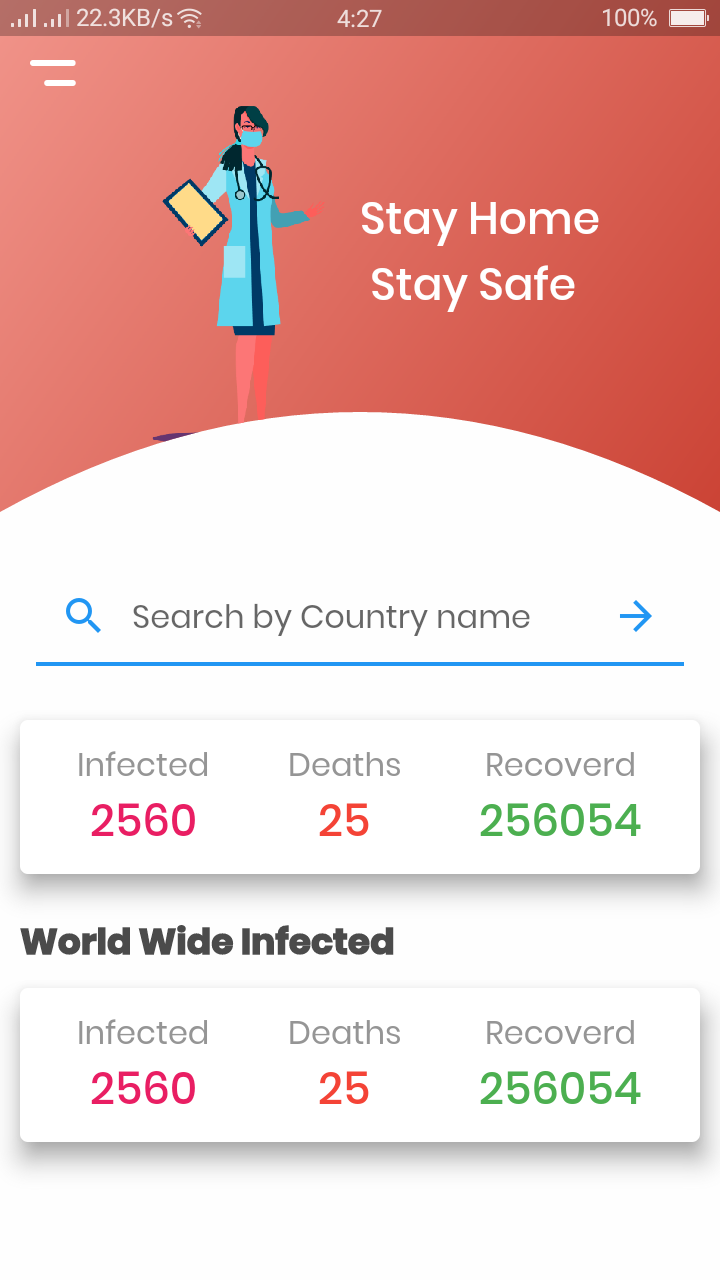 22.3KB/s 4:27 100%
Stay Home
Stay Safe
Search by Country name
Infected Deaths Recoverd
2560 25 256054
World Wide Infected
Infected Deaths Recoverd
2560 25 256054